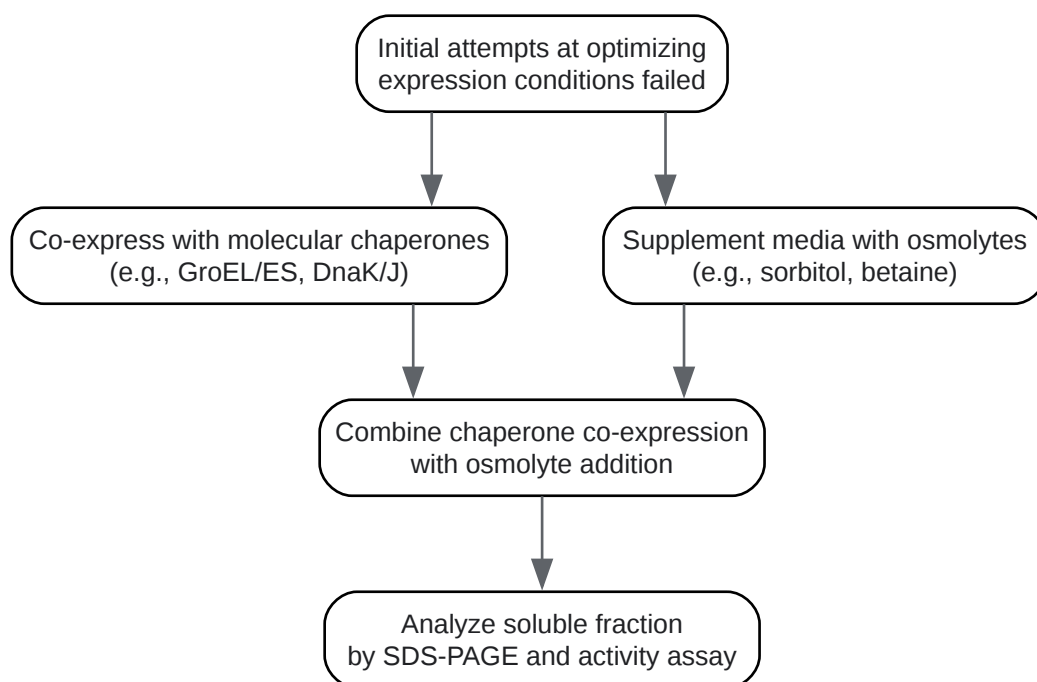 Initial attempts at optimizing
expression conditions failed
Co-express with molecular chaperones
(e.g., GroEL/ES, DnaK/J)
Supplement media with osmolytes
(e.g., sorbitol, betaine)
Combine chaperone co-expression
with osmolyte addition
Analyze soluble fraction
by SDS-PAGE and activity assay